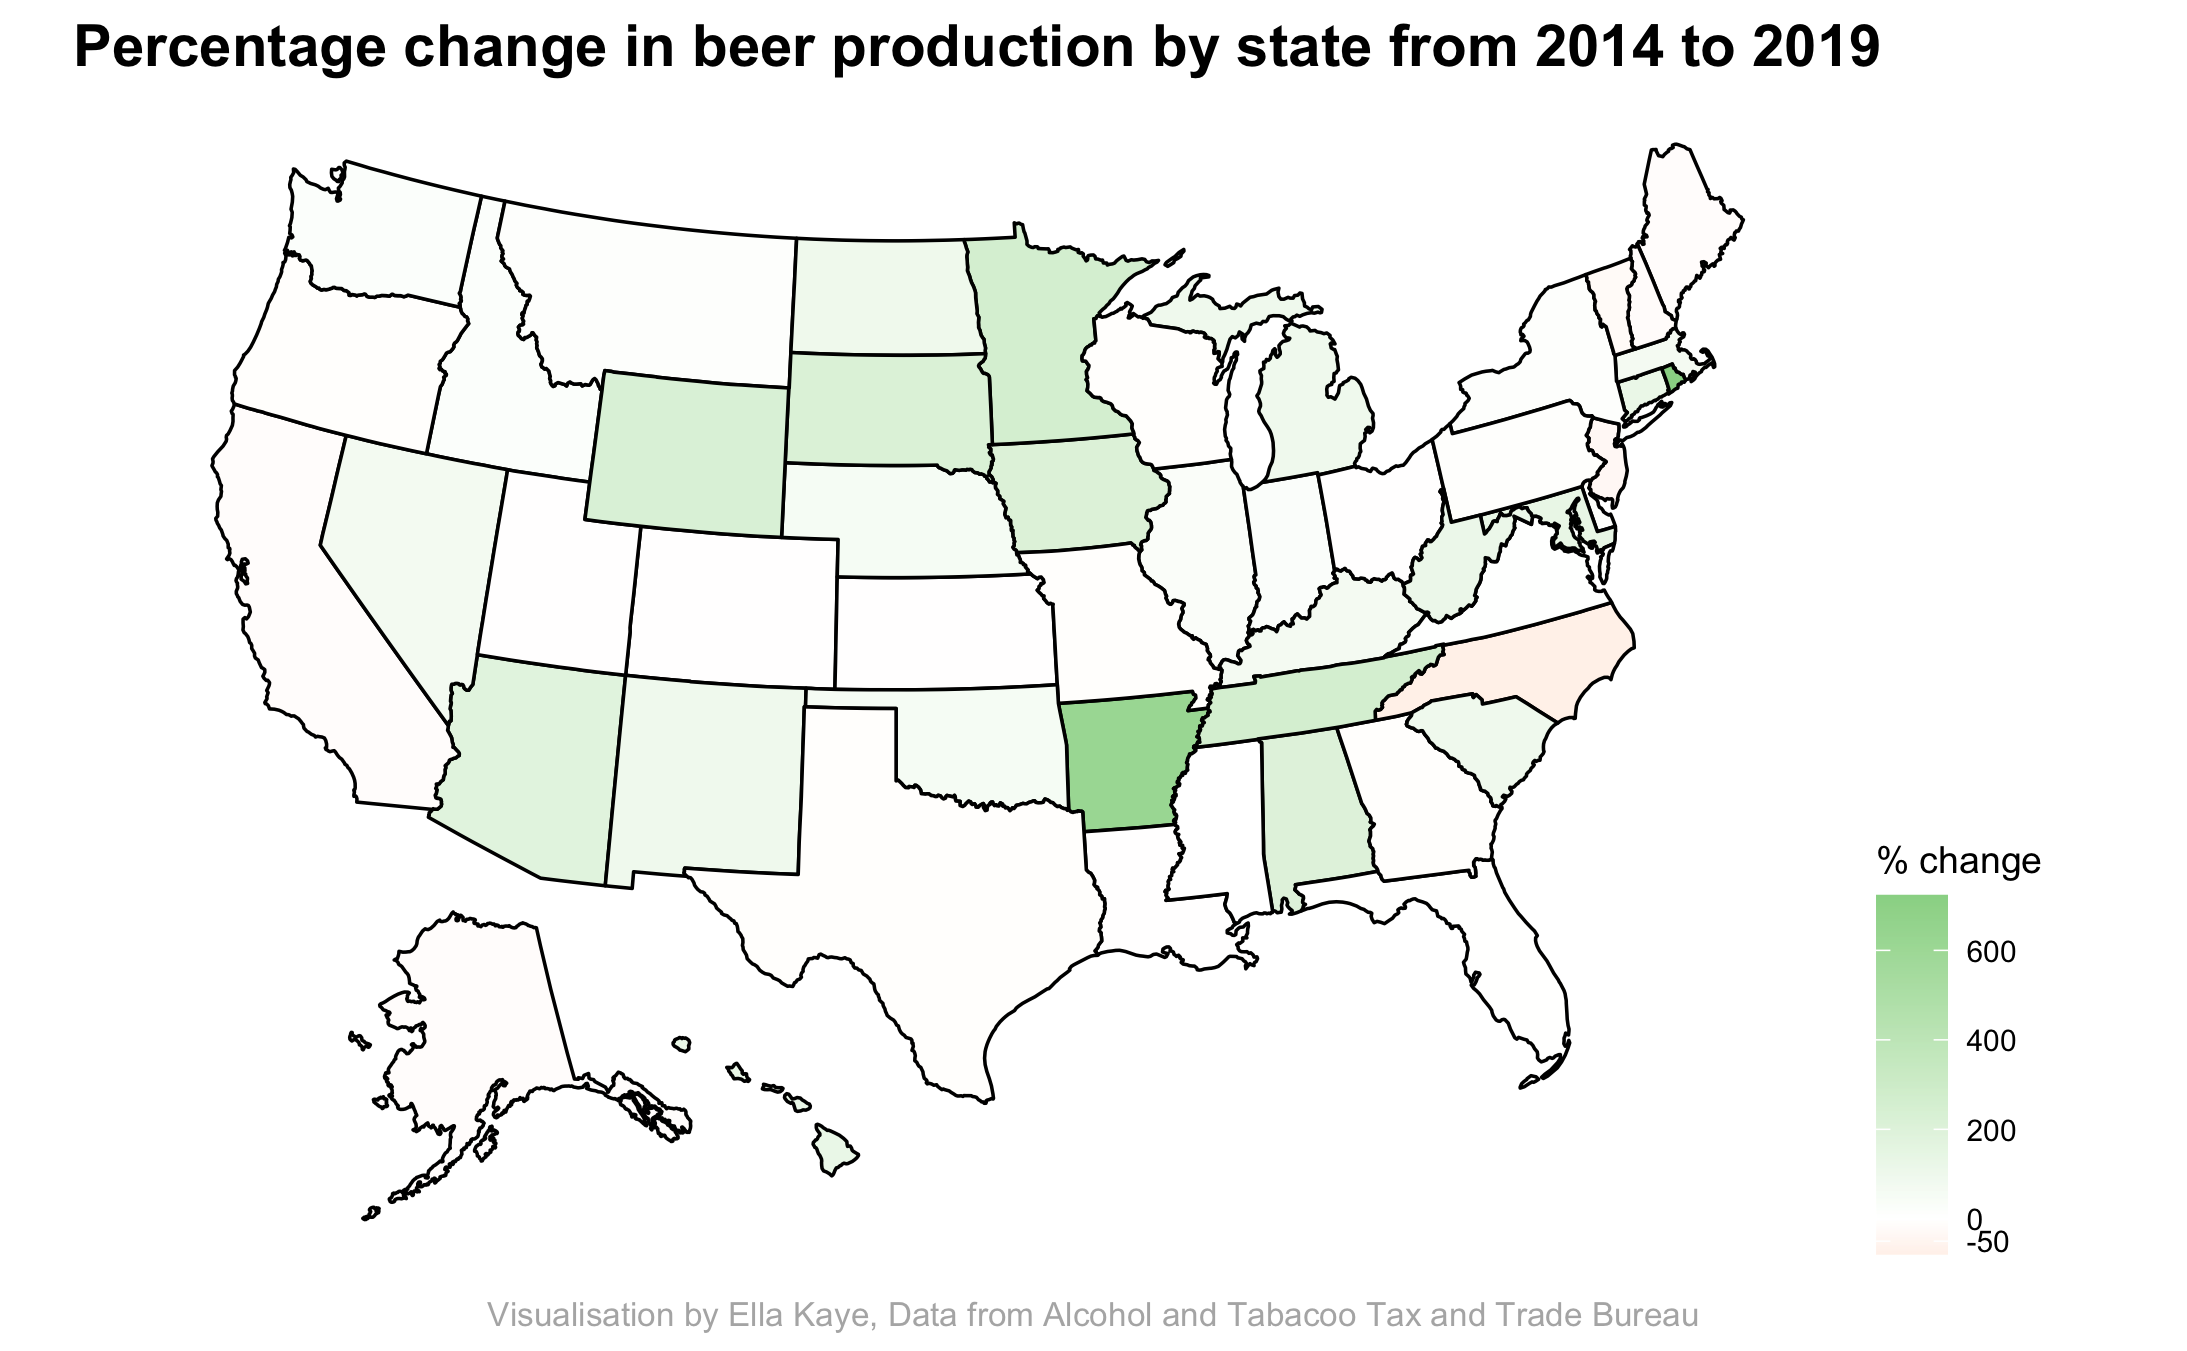 Percentage change in beer production by state from 2014 to 2019
% change
600
400
200
0
-50
Visualisation by Ella Kaye, Data from Alcohol and Tabacoo Tax and Trade Bureau